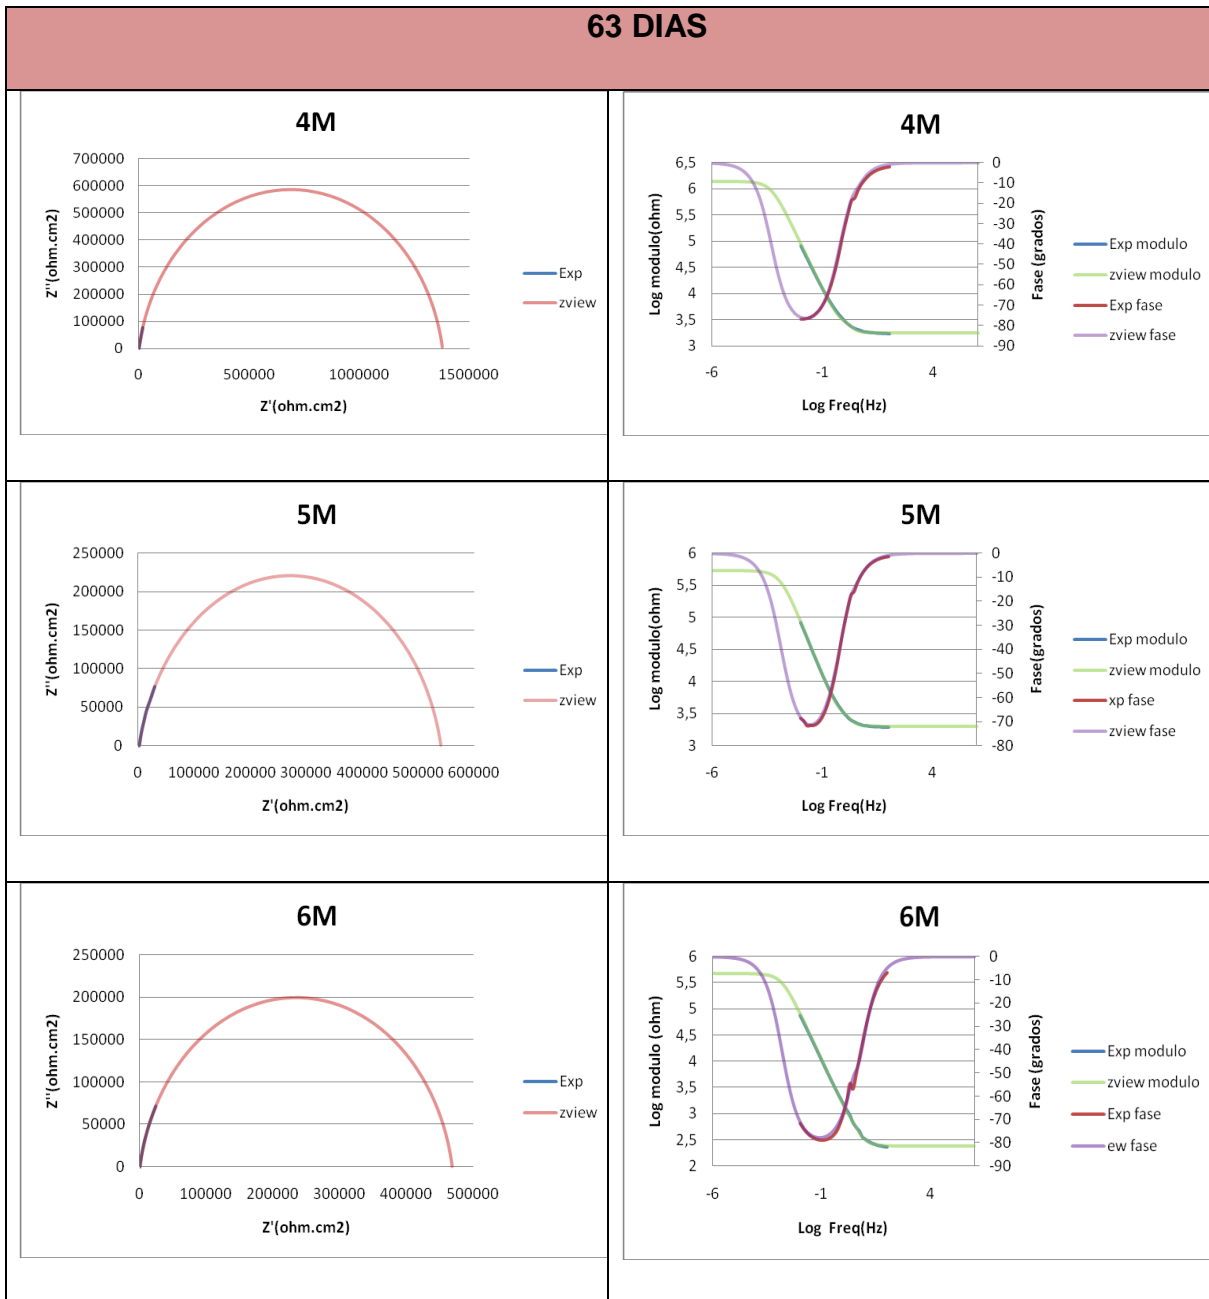 63 DIAS
4M
700000
600000
500000
400000
300000
200000
100000
0
Z''(ohm.cm2)
0 500000 1000000 1500000
Z'(ohm.cm2)
Exp
zview
4M
6,5
6
5,5
5
4,5
4
3,5
3
Log modulo(ohm)
0
-10
-20
-30
-40
-50
-60
-70
-80
-90
Fase (grados)
-6 -1 4
Log Freq(Hz)
Exp modulo
zview modulo
Exp fase
zview fase
5M
250000
200000
150000
100000
50000
0
Z''(ohm.cm2)
0 100000 200000 300000 400000 500000 600000
Z'(ohm.cm2)
Exp
zview
5M
6
5,5
5
4,5
4
3,5
3
Log modulo(ohm)
0
-10
-20
-30
-40
-50
-60
-70
-80
Fase(grados)
-6 -1 4
Log Freq(Hz)
Exp modulo
zview modulo
xp fase
zview fase
6M
250000
200000
150000
100000
50000
0
Z''(ohm.cm2)
0 100000 200000 300000 400000 500000
Z'(ohm.cm2)
Exp
zview
6M
6
5,5
5
4,5
4
3,5
3
2,5
2
Log modulo (ohm)
0
-10
-20
-30
-40
-50
-60
-70
-80
-90
Fase (grados)
-6 -1 4
Log Freq(Hz)
Exp modulo
zview modulo
Exp fase
ew fase